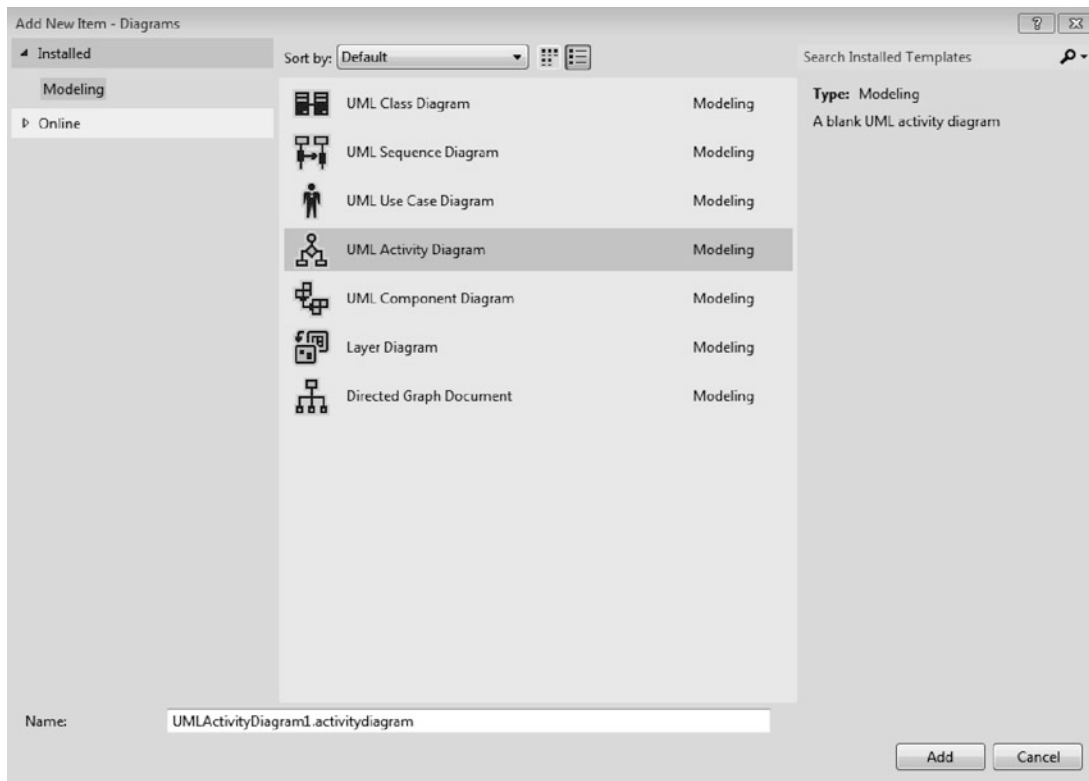 Add New Item - Diagrams
Installed
Modeling
Online
Sort by: Default
UML Class Diagram Modeling
UML Sequence Diagram Modeling
UML Use Case Diagram Modeling
UML Activity Diagram Modeling
UML Component Diagram Modeling
Layer Diagram Modeling
Directed Graph Document Modeling
Search Installed Templates
Type: Modeling
A blank UML activity diagram
Name: UMLActivityDiagram1.activitydiagram
Add Cancel